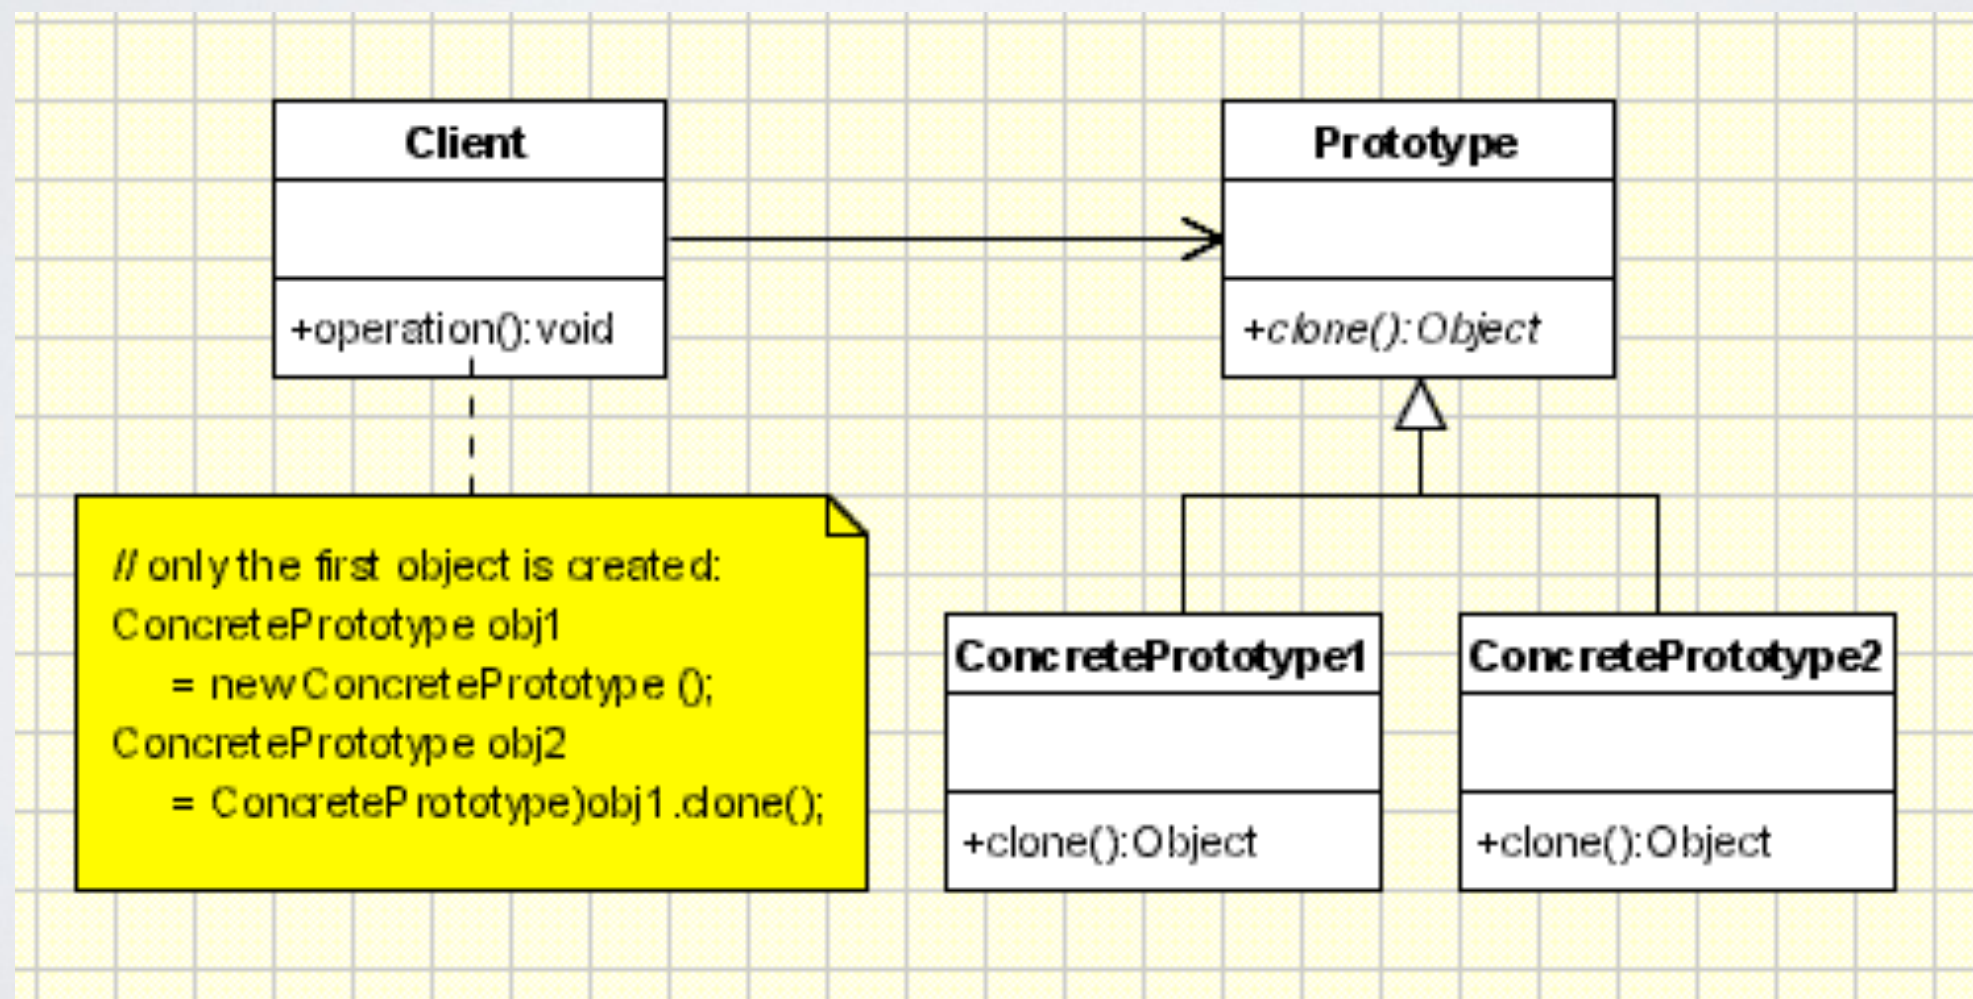 Client
+operation():void
Prototype
+clone():Object
// only the first object is created:
ConcretePrototype obj1
= new ConcretePrototype ();
ConcretePrototype obj2
= ConcretePrototype)obj1.clone();
ConcretePrototype1
+clone():Object
ConcretePrototype2
+clone():Object